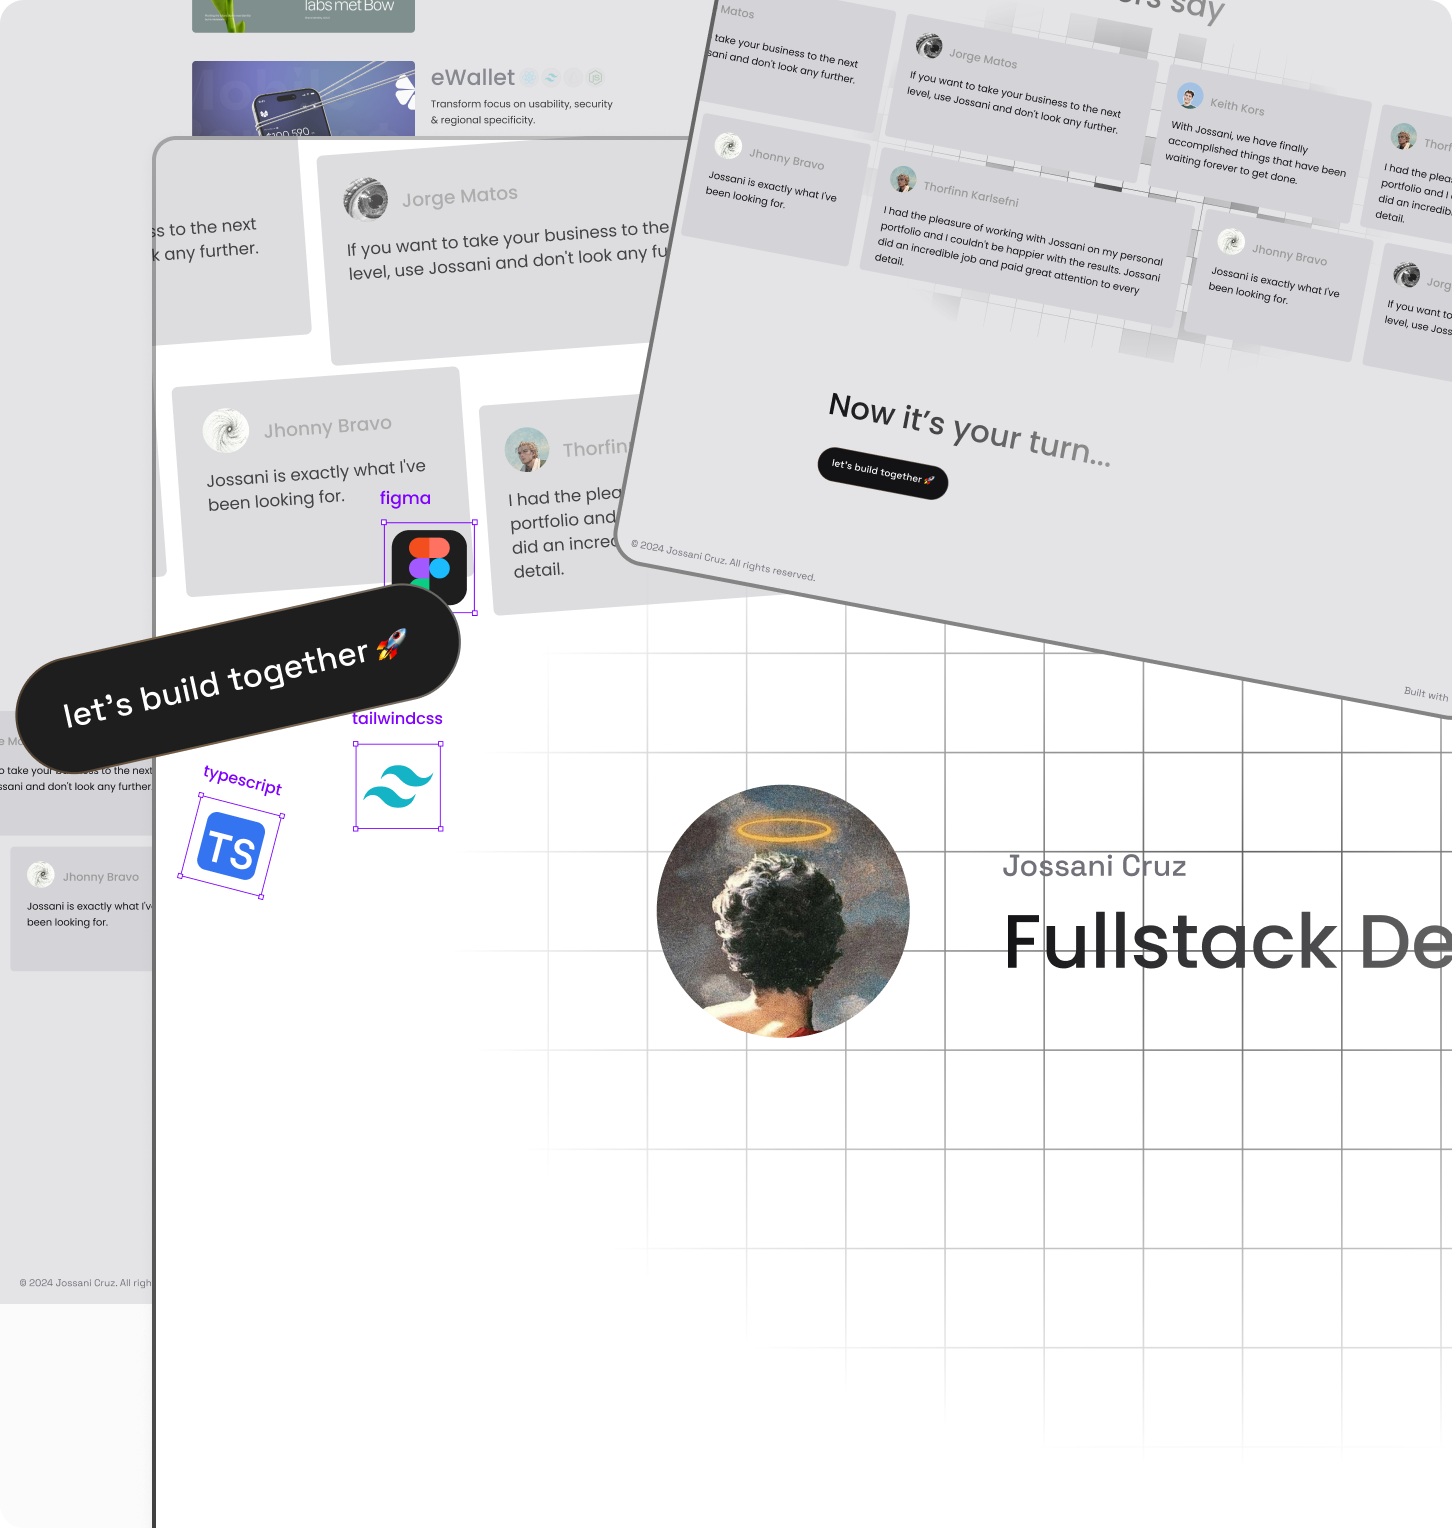 labs met Bow
eWallet
Transform focus on usability, security
& regional specificity.
ss to the next
k any further.
Jorge Matos
If you want to take your business to the
level, use Jossani and don't look any fu
Jhonny Bravo
Jossani is exactly what I've
been looking for.
Thorfinn
I had the plea
portfolio and
did an incred
detail.
figma
let's build together 🚀
tailwindcss
typescript
TS
ers say
Matos
take your business to the next
sani and don't look any further.
Jorge Matos
If you want to take your business to the next
level, use Jossani and don't look any further.
Keith Kors
With Jossani, we have finally
accomplished things that have been
waiting forever to get done.
Thorf
I had the pleas
portfolio and I
did an incredib
detail.
Jhonny Bravo
Jossani is exactly what I've
been looking for.
Thorfinn Karlsefni
I had the pleasure of working with Jossani on my personal
portfolio and I couldn't be happier with the results. Jossani
did an incredible job and paid great attention to every
detail.
Jhonny Bravo
Jossani is exactly what I've
been looking for.
Jorg
If you want to
level, use Joss
Now it's your turn...
let's build together 🚀
© 2024 Jossani Cruz. All rights reserved.
Built with
e Ma
o take your business to the next
ssani and don't look any further.
Jhonny Bravo
Jossani is exactly what I'v
been looking for.
© 2024 Jossani Cruz. All righ
Jossani Cruz
Fullstack De